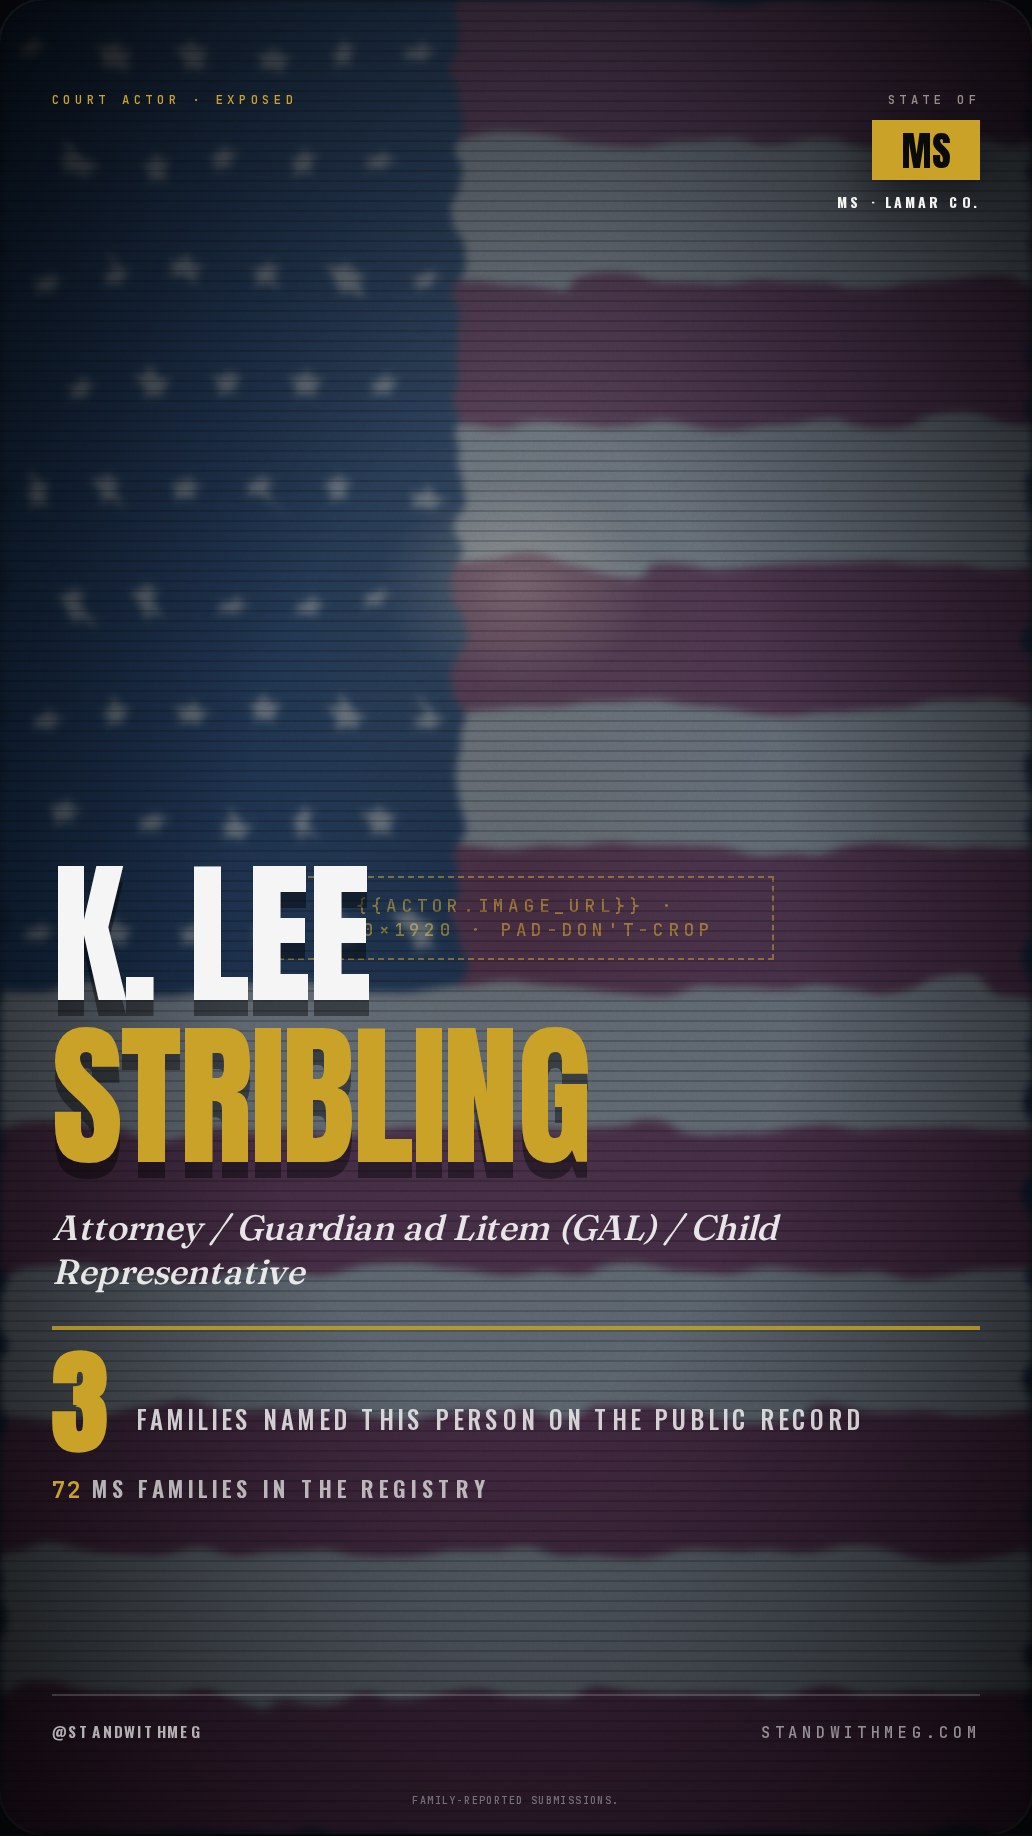 COURT ACTOR · EXPOSED
STATE OF
MS
MS · LAMAR CO.
{{ACTOR.IMAGE_URL}} ·
0×1920 · PAD-DON'T-CROP
K. LEE
STRIBLING
Attorney / Guardian ad Litem (GAL) / Child
Representative
3 FAMILIES NAMED THIS PERSON ON THE PUBLIC RECORD
72 MS FAMILIES IN THE REGISTRY
@STANDWITHMEG
STANDWITHMEG.COM
FAMILY-REPORTED SUBMISSIONS.